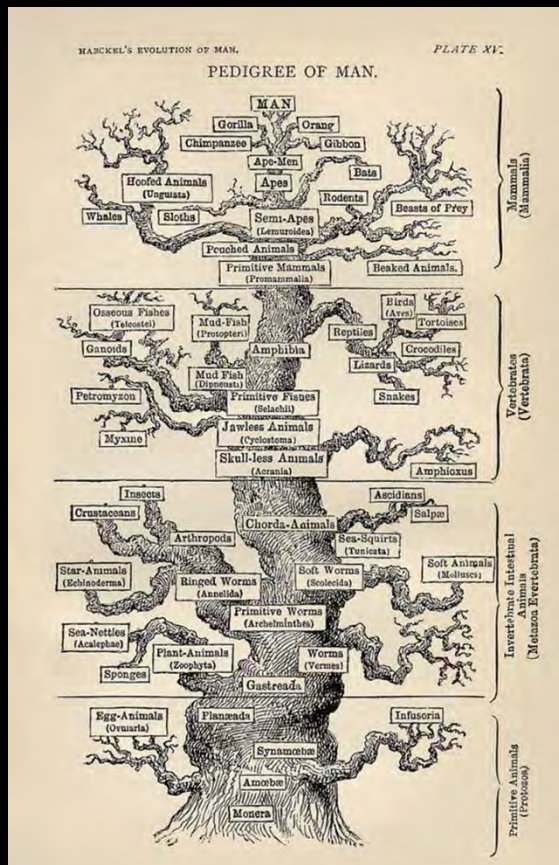 HAECKEL'S EVOLUTION OF MAN.
PLATE XV.
PEDIGREE OF MAN.
MAN
Gorilla
Orang
Chimpanzee
Gibbon
Ape-Men
Bats
Hoofed Animals
(Ungulata)
Apes
Rodents
Whales
Sloths
Semi-Apes
(Lemuroidea)
Beasts of Prey
Pouched Animals
Primitive Mammals
(Promammalia)
Beaked Animals.
Mammals
(Mammalia)
Osseous Fishes
(Teleostei)
Mud-Fish
(Protopteri)
Birds
(Aves)
Tortoises
Reptiles
Ganoids
Amphibia
Crocodiles
Lizards
Mud Fish
(Dipneusti)
Petromyzon
Primitive Fishes
(Selachii)
Snakes
Jawless Animals
(Cyclostoma)
Myxine
Skull-less Animals
(Acrania)
Amphioxus
Vertebrates
(Vertebrata)
Insects
Ascidians
Crustaceans
Salpæ
Chorda-Animals
Arthropods
Sea-Squirts
(Tunicata)
Star-Animals
(Echinoderma)
Ringed Worms
(Annelida)
Soft Worms
(Scolecida)
Soft Animals
(Molluscs)
Primitive Worms
(Archelminthes)
Sea-Nettles
(Acalephae)
Plant-Animals
(Zoophyta)
Worms
(Vermes)
Sponges
Gastreada
Invertebrate Intestinal
Animals
(Metazoa Evertebrata)
Egg-Animals
(Ovularia)
Planæada
Infusoria
Synamœbæ
Amœbæ
Monera
Primitive Animals
(Protozoa)